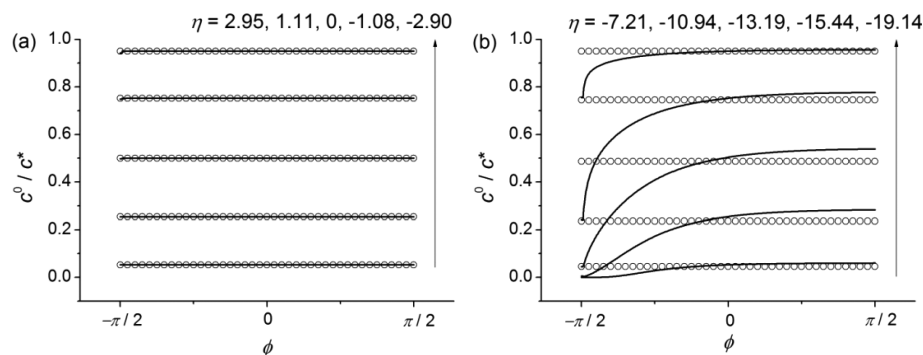 η = 2.95, 1.11, 0, -1.08, -2.90
(a)
1.0
0.8
0.6
0.4
0.2
0.0
c⁰ / c*
−π / 2
0
π / 2
ϕ
η = -7.21, -10.94, -13.19, -15.44, -19.14
(b)
1.0
0.8
0.6
0.4
0.2
0.0
c⁰ / c*
−π / 2
0
π / 2
ϕ